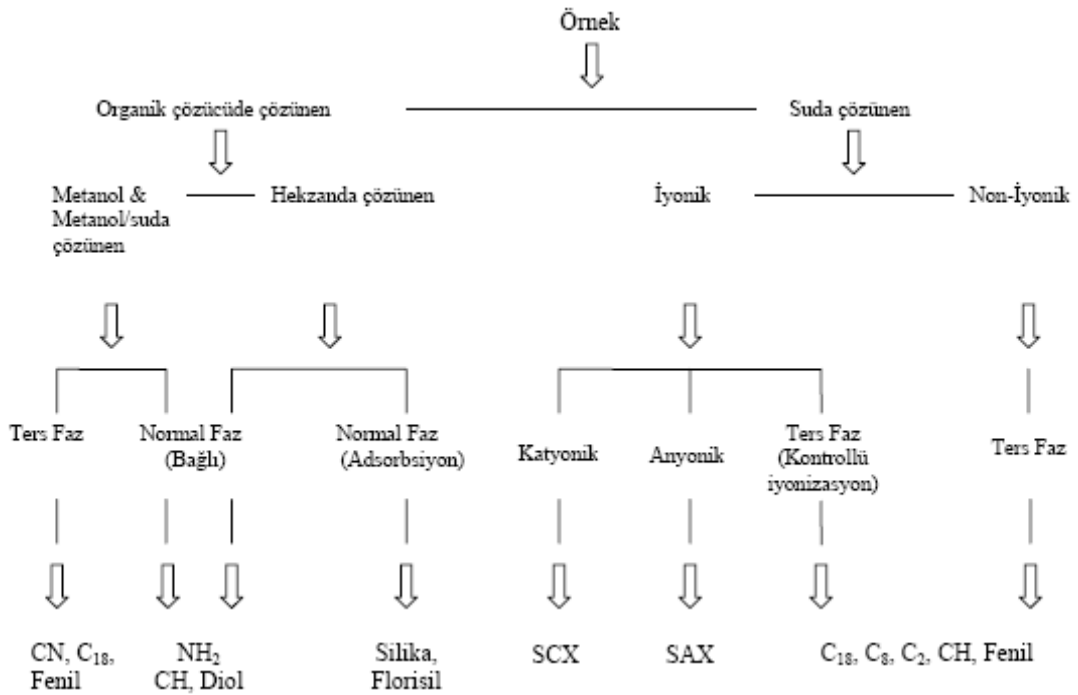 Örnek
Organik çözücüde çözünen
Suda çözünen
Metanol &
Metanol/suda
çözünen
Hekzanda çözünen
İyonik
Non-İyonik
Ters Faz
Normal Faz
(Bağlı)
Normal Faz
(Adsorbsiyon)
Katyonik
Anyonik
Ters Faz
(Kontrollü
iyonizasyon)
Ters Faz
CN, C₁₈,
Fenil
NH₂
CH, Diol
Silika,
Florisil
SCX
SAX
C₁₈, C₈, C₂, CH, Fenil